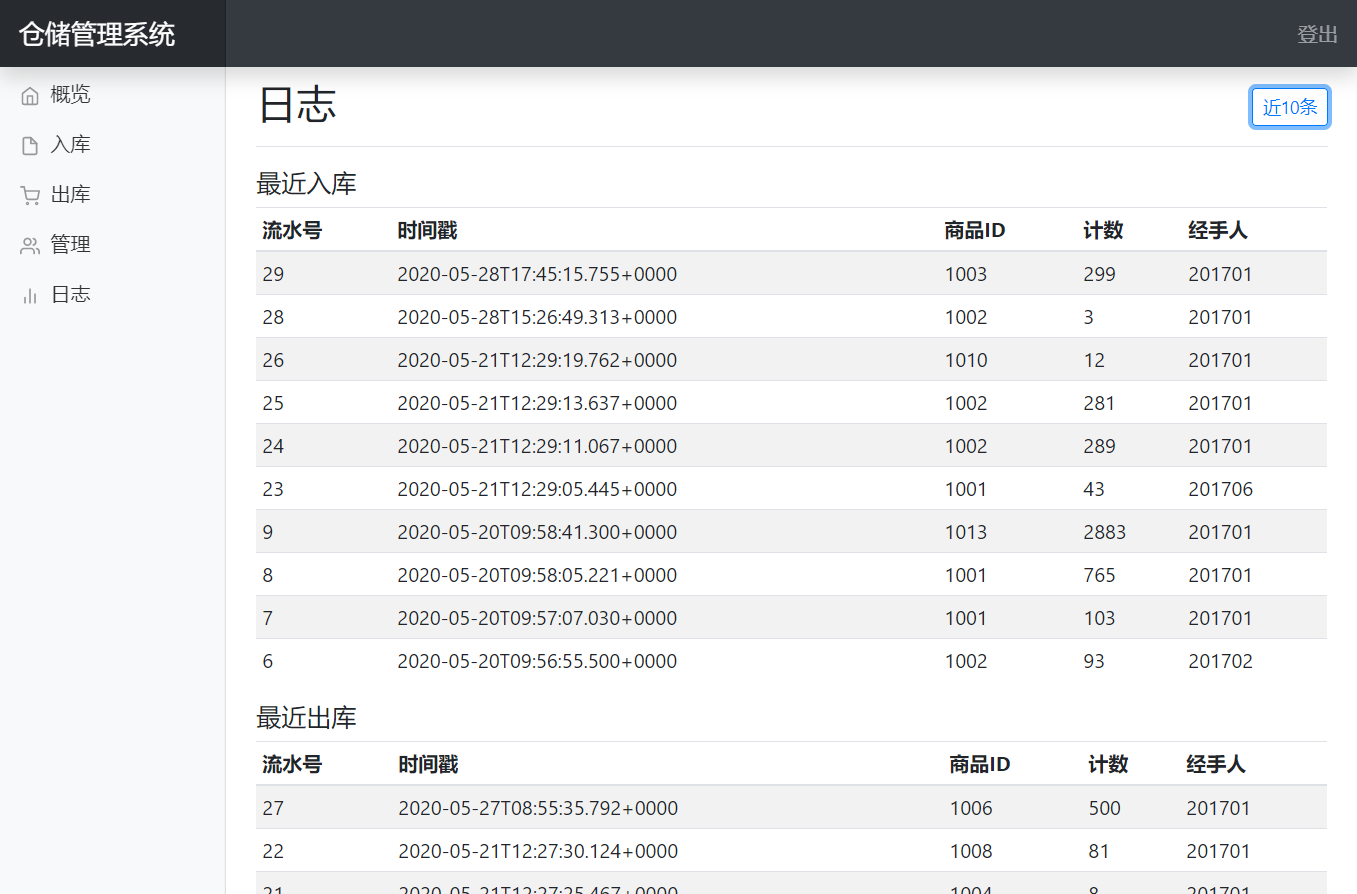 仓储管理系统 登出
概览
入库
出库
管理
日志
日志 近10条
最近入库
流水号 时间戳 商品ID 计数 经手人
29 2020-05-28T17:45:15.755+0000 1003 299 201701
28 2020-05-28T15:26:49.313+0000 1002 3 201701
26 2020-05-21T12:29:19.762+0000 1010 12 201701
25 2020-05-21T12:29:13.637+0000 1002 281 201701
24 2020-05-21T12:29:11.067+0000 1002 289 201701
23 2020-05-21T12:29:05.445+0000 1001 43 201706
9 2020-05-20T09:58:41.300+0000 1013 2883 201701
8 2020-05-20T09:58:05.221+0000 1001 765 201701
7 2020-05-20T09:57:07.030+0000 1001 103 201701
6 2020-05-20T09:56:55.500+0000 1002 93 201702
最近出库
流水号 时间戳 商品ID 计数 经手人
27 2020-05-27T08:55:35.792+0000 1006 500 201701
22 2020-05-21T12:27:30.124+0000 1008 81 201701
21 2020-05-21T12:27:25.467+0000 1004 8 201701